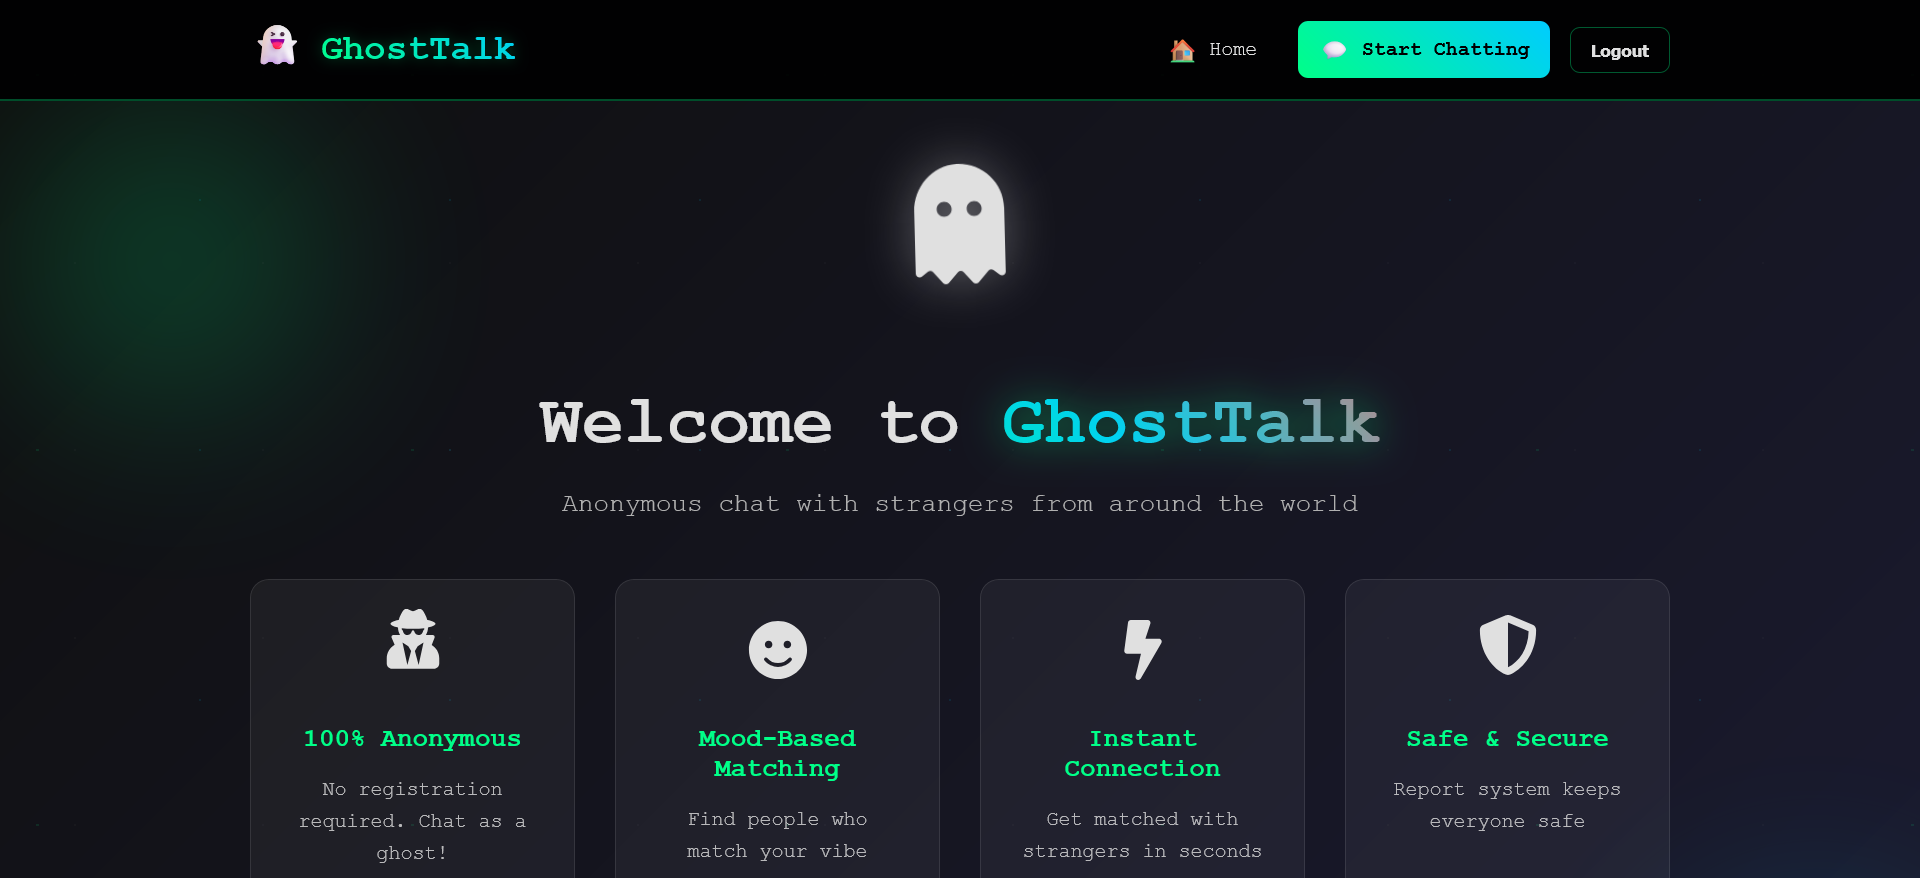 GhostTalk
Home
Start Chatting
Logout
Welcome to GhostTalk
Anonymous chat with strangers from around the world
100% Anonymous
No registration
required. Chat as a
ghost!
Mood-Based
Matching
Find people who
match your vibe
Instant
Connection
Get matched with
strangers in seconds
Safe & Secure
Report system keeps
everyone safe